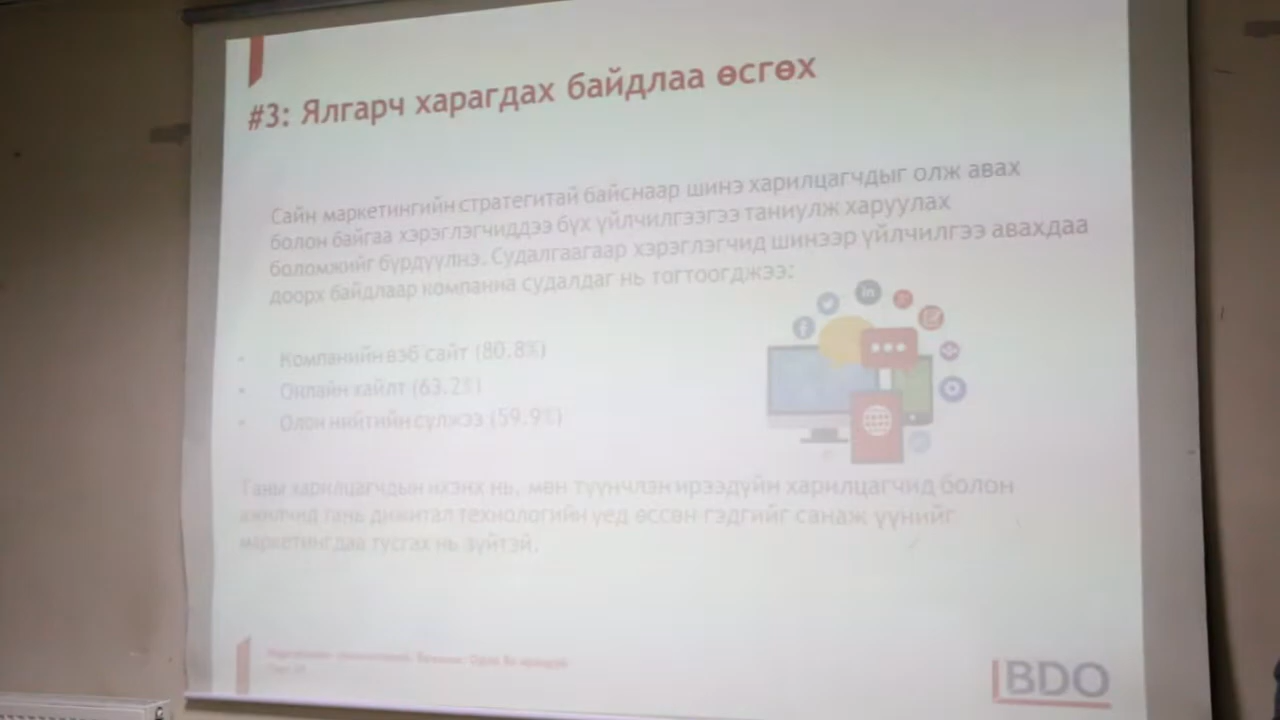 #3: Ялгарч харагдах байдлаа өсгөх
Сайн маркетингийн стратегитай байснаар шинэ харилцагчдыг олж авах
болон байгаа хэрэглэгчиддээ бүх үйлчилгээгээ таниулж харуулах
боломжийг бүрдүүлнэ. Судалгаагаар хэрэглэгчид шинээр үйлчилгээ авахдаа
доорх байдлаар компаниа судалдаг нь тогтоогджээ:
• Компанийн вэб сайт (80.8%)
• Онлайн хайлт (63.2%)
• Олон нийтийн сүлжээ (59.9%)
Таны харилцагчдын ихэнх нь, мөн түүнчлэн ирээдүйн харилцагчид болон
ажилчид тань дижитал технологийн үед өссөн гэдгийг санаж үүнийг
маркетингдаа тусгах нь зүйтэй.
BDO